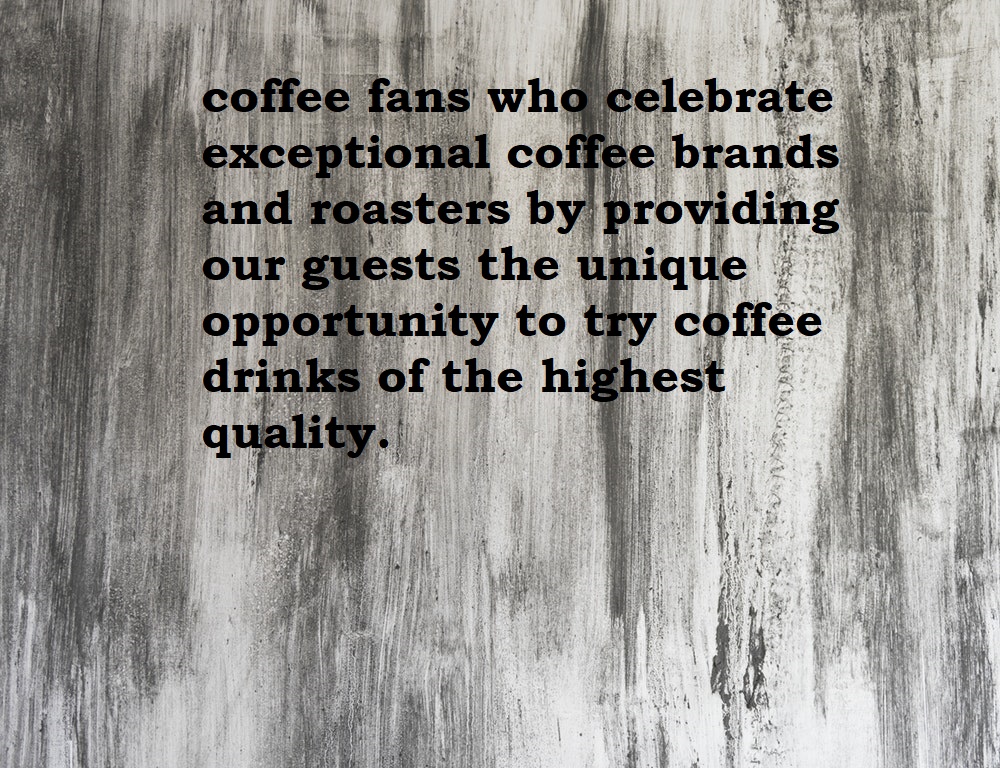 coffee fans who celebrate
exceptional coffee brands
and roasters by providing
our guests the unique
opportunity to try coffee
drinks of the highest
quality.